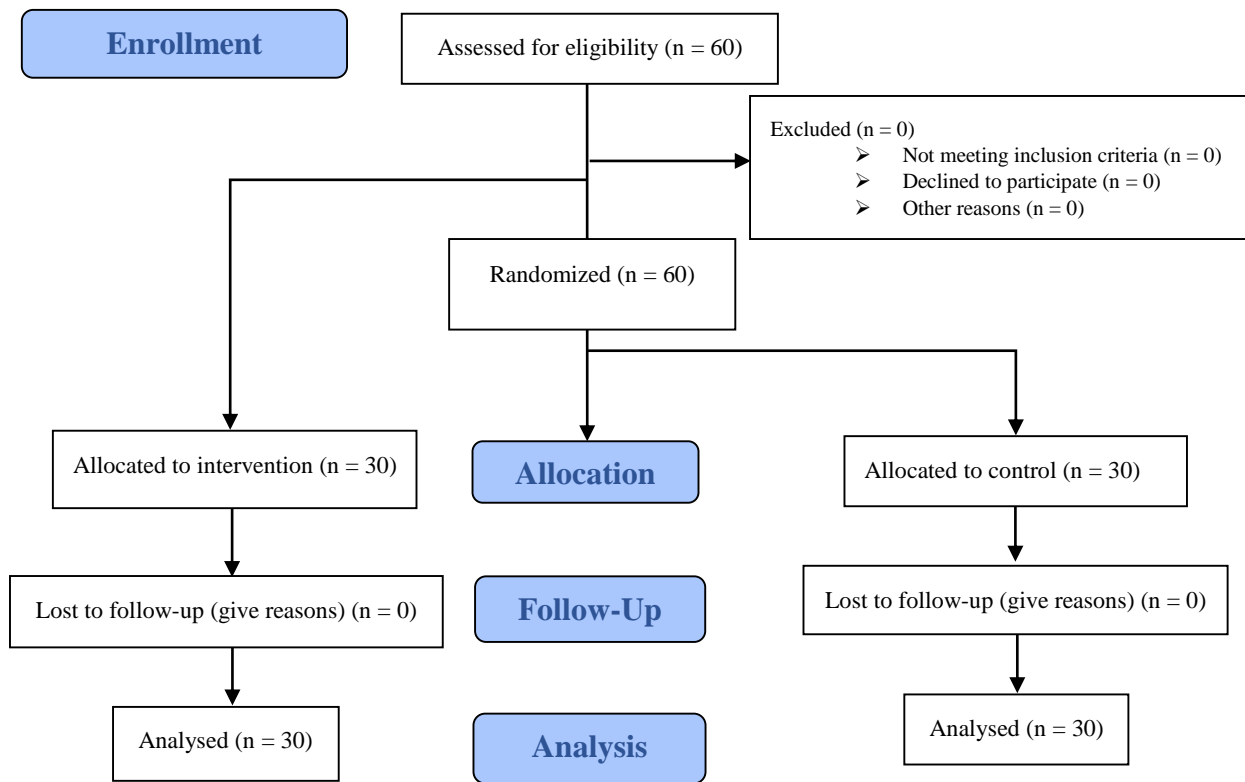 Enrollment
Assessed for eligibility (n = 60)
Excluded (n = 0)
➢ Not meeting inclusion criteria (n = 0)
➢ Declined to participate (n = 0)
➢ Other reasons (n = 0)
Randomized (n = 60)
Allocated to intervention (n = 30)
Allocation
Allocated to control (n = 30)
Lost to follow-up (give reasons) (n = 0)
Follow-Up
Lost to follow-up (give reasons) (n = 0)
Analysed (n = 30)
Analysis
Analysed (n = 30)